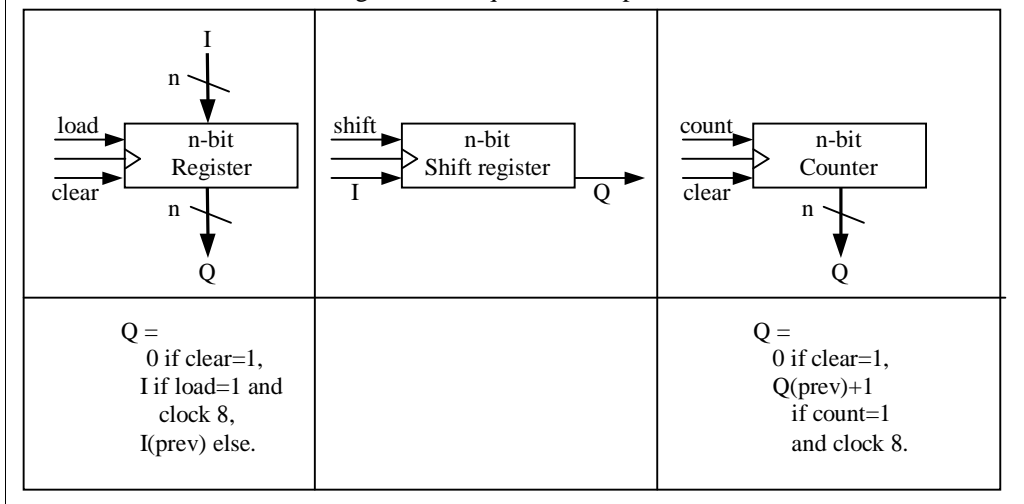 I
n
load
n-bit
Register
clear
n
Q
shift
n-bit
Shift register
I
Q
count
n-bit
Counter
clear
n
Q
Q =
0 if clear=1,
I if load=1 and
clock 8,
I(prev) else.
Q =
0 if clear=1,
Q(prev)+1
if count=1
and clock 8.